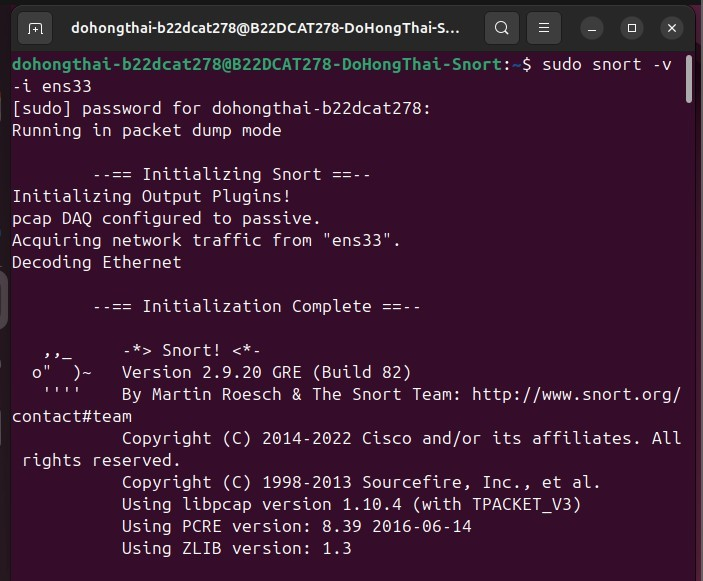 dohongthai-b22dcat278@B22DCAT278-DoHongThai-S...
dohongthai-b22dcat278@B22DCAT278-DoHongThai-Snort:~$ sudo snort -v
-i ens33
[sudo] password for dohongthai-b22dcat278:
Running in packet dump mode
--== Initializing Snort ==--
Initializing Output Plugins!
pcap DAQ configured to passive.
Acquiring network traffic from "ens33".
Decoding Ethernet
--== Initialization Complete ==--
,,_     -*> Snort! <*-
o"  )~   Version 2.9.20 GRE (Build 82)
''''    By Martin Roesch & The Snort Team: http://www.snort.org/
contact#team
Copyright (C) 2014-2022 Cisco and/or its affiliates. All
rights reserved.
Copyright (C) 1998-2013 Sourcefire, Inc., et al.
Using libpcap version 1.10.4 (with TPACKET_V3)
Using PCRE version: 8.39 2016-06-14
Using ZLIB version: 1.3